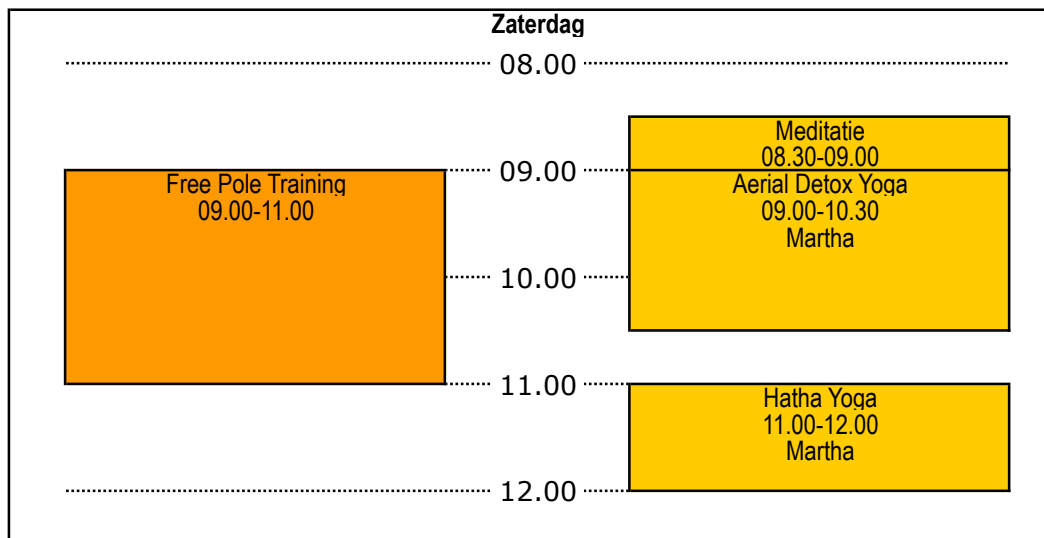 Zaterdag
08.00
Meditatie
08.30-09.00
09.00
Free Pole Training
09.00-11.00
Aerial Detox Yoga
09.00-10.30
Martha
10.00
11.00
Hatha Yoga
11.00-12.00
Martha
12.00